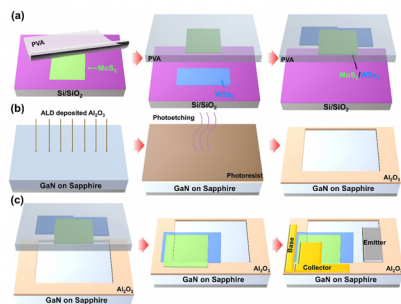 (a)
PVA
MoS2
Si/SiO2
PVA
WSe2
Si/SiO2
PVA
MoS2/WSe2
Si/SiO2
(b)
ALD deposited Al2O3
GaN on Sapphire
Photoetching
Photoresist
GaN on Sapphire
Al2O3
GaN on Sapphire
(c)
Al2O3
GaN on Sapphire
Al2O3
GaN on Sapphire
Base
Emitter
Collector
Al2O3
GaN on Sapphire